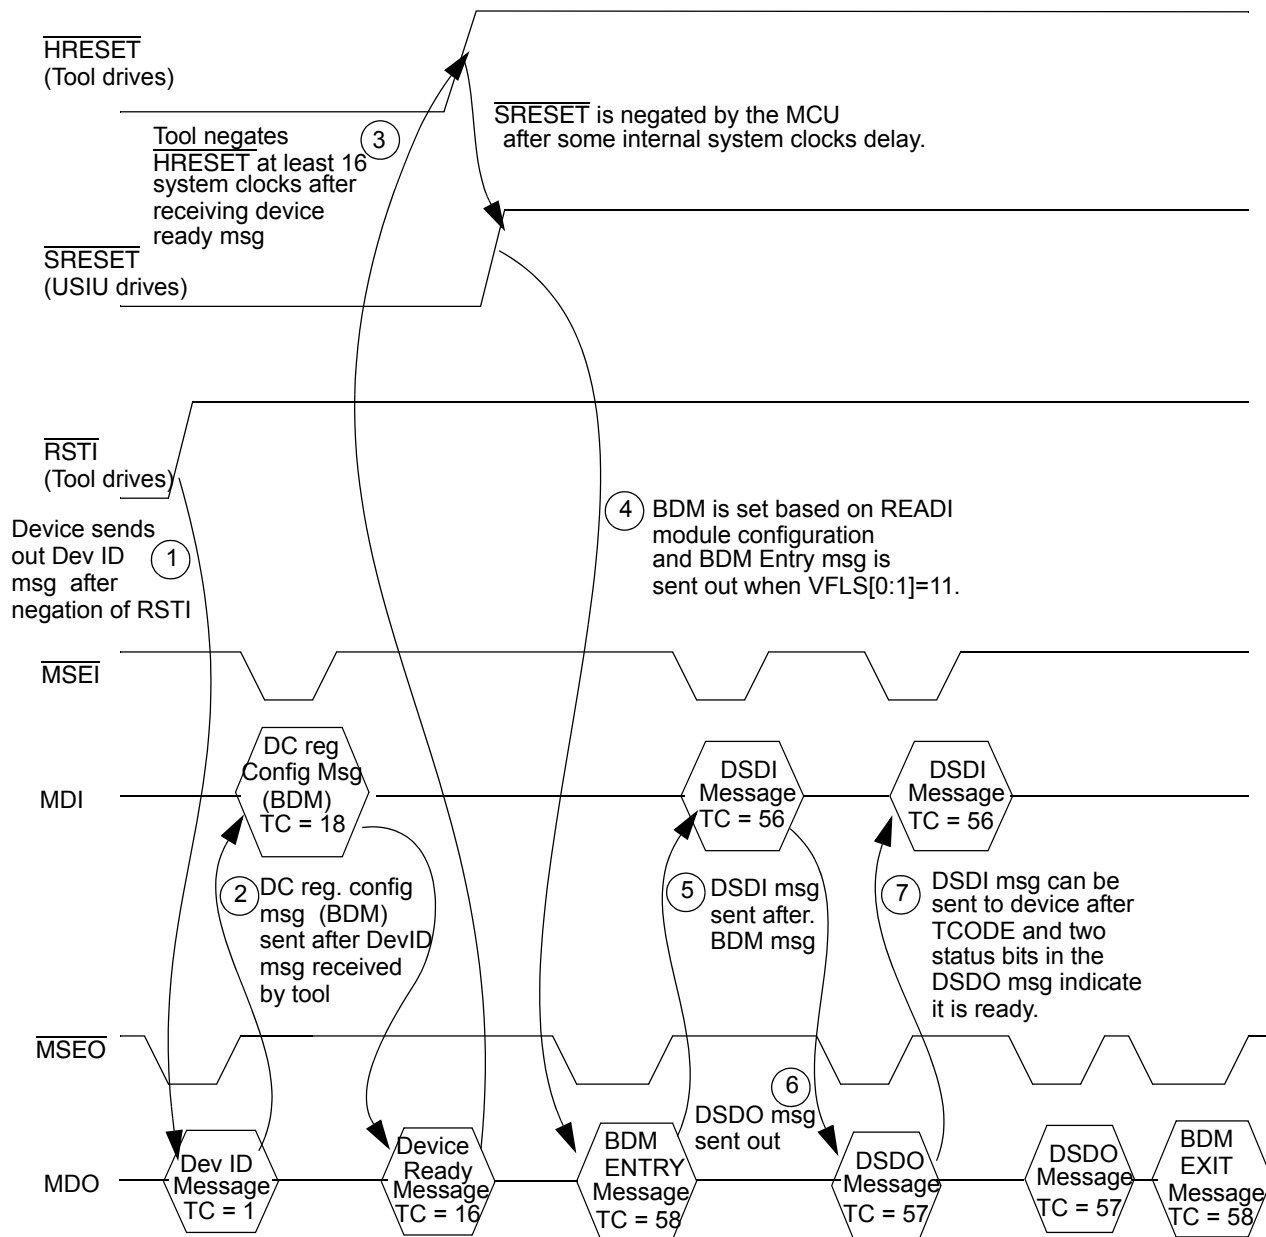 HRESET
(Tool drives)
Tool negates
HRESET at least 16
system clocks after
receiving device
ready msg
3
SRESET is negated by the MCU
after some internal system clocks delay.
SRESET
(USIU drives)
RSTI
(Tool drives)
Device sends
out Dev ID
msg after
negation of RSTI
1
4
BDM is set based on READI
module configuration
and BDM Entry msg is
sent out when VFLS[0:1]=11.
MSEI
MDI
DC reg
Config Msg
(BDM)
TC = 18
DSDI
Message
TC = 56
DSDI
Message
TC = 56
2
DC reg. config
msg (BDM)
sent after DevID
msg received
by tool
5
DSDI msg
sent after.
BDM msg
7
DSDI msg can be
sent to device after
TCODE and two
status bits in the
DSDO msg indicate
it is ready.
MSEO
6
DSDO msg
sent out
MDO
Dev ID
Message
TC = 1
Device
Ready
Message
TC = 16
BDM
ENTRY
Message
TC = 58
DSDO
Message
TC = 57
DSDO
Message
TC = 57
BDM
EXIT
Message
TC = 58